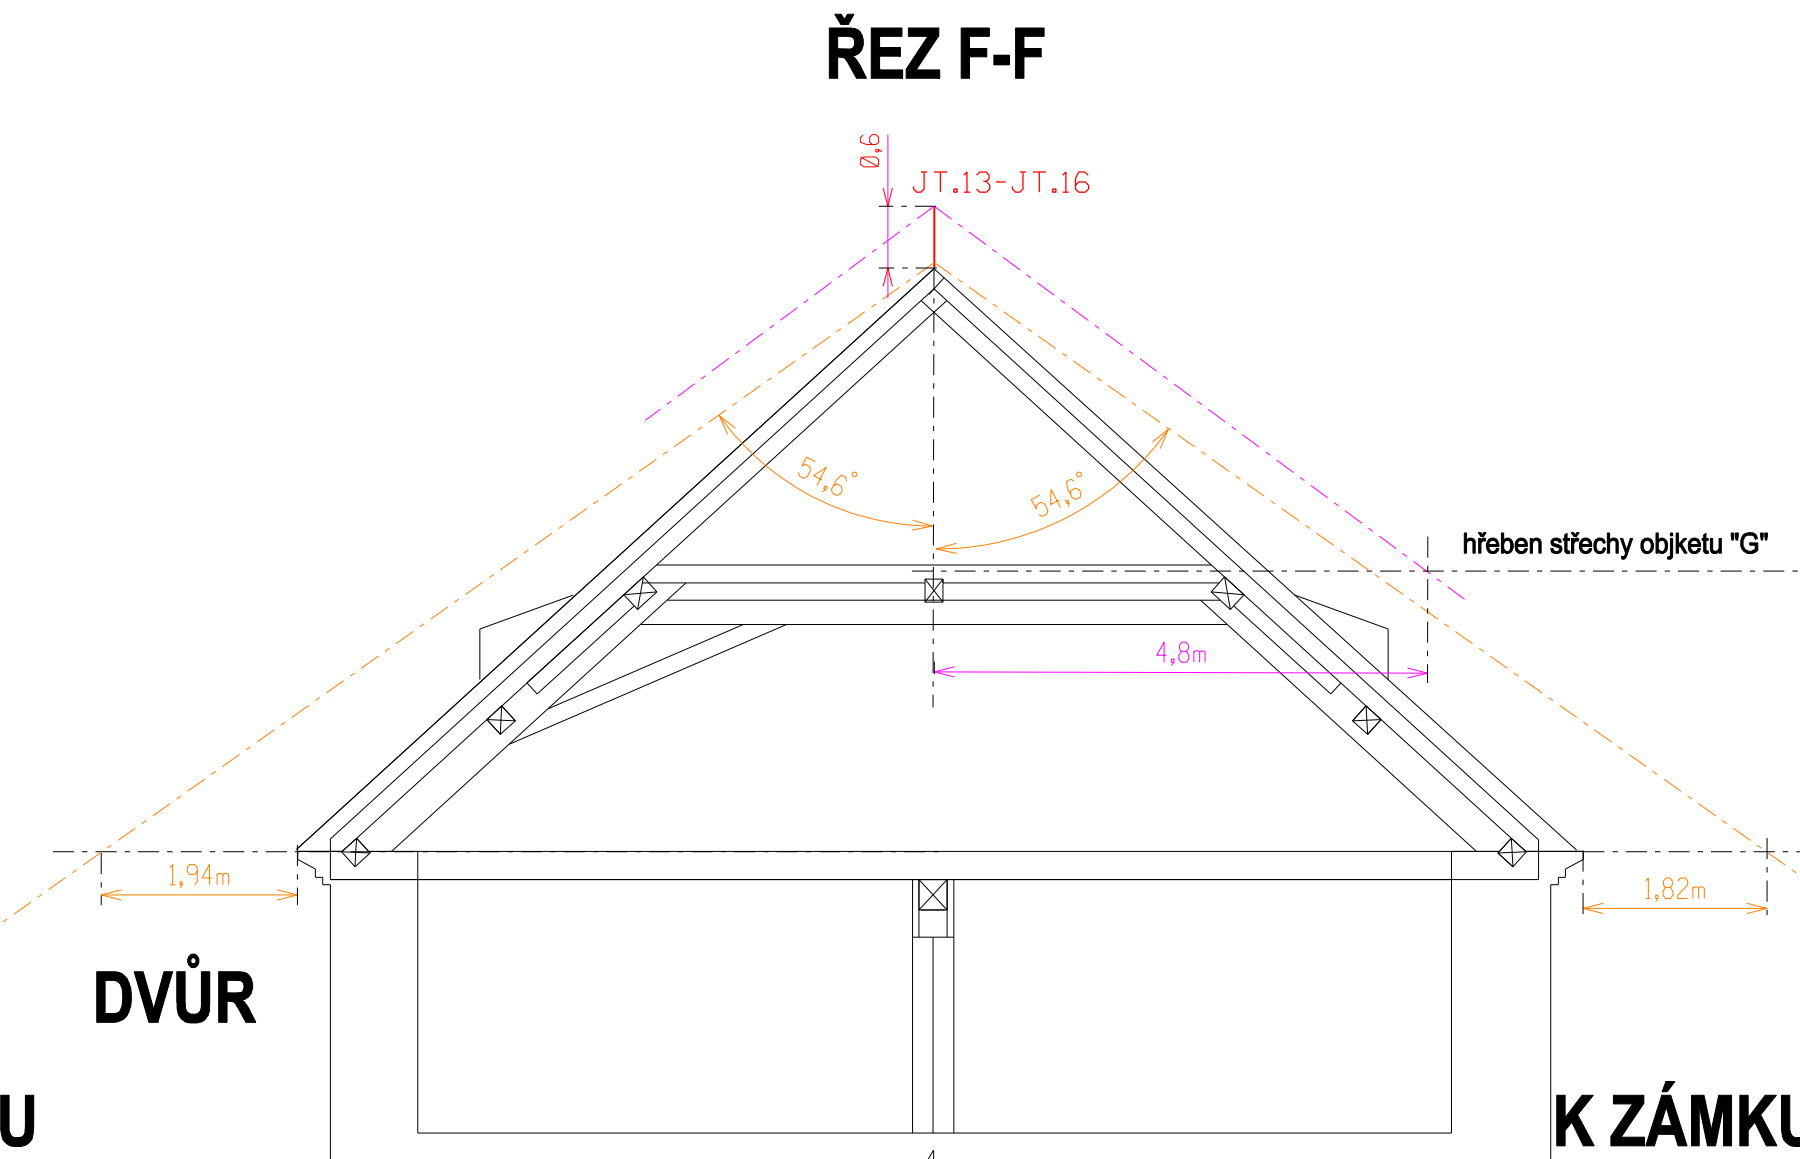 ŘEZ F-F
0,6
JT.13-JT.16
54,6°
54,6°
hřeben střechy objketu "G"
4,8m
1,94m
1,82m
DVŮR
U
K ZÁMKU